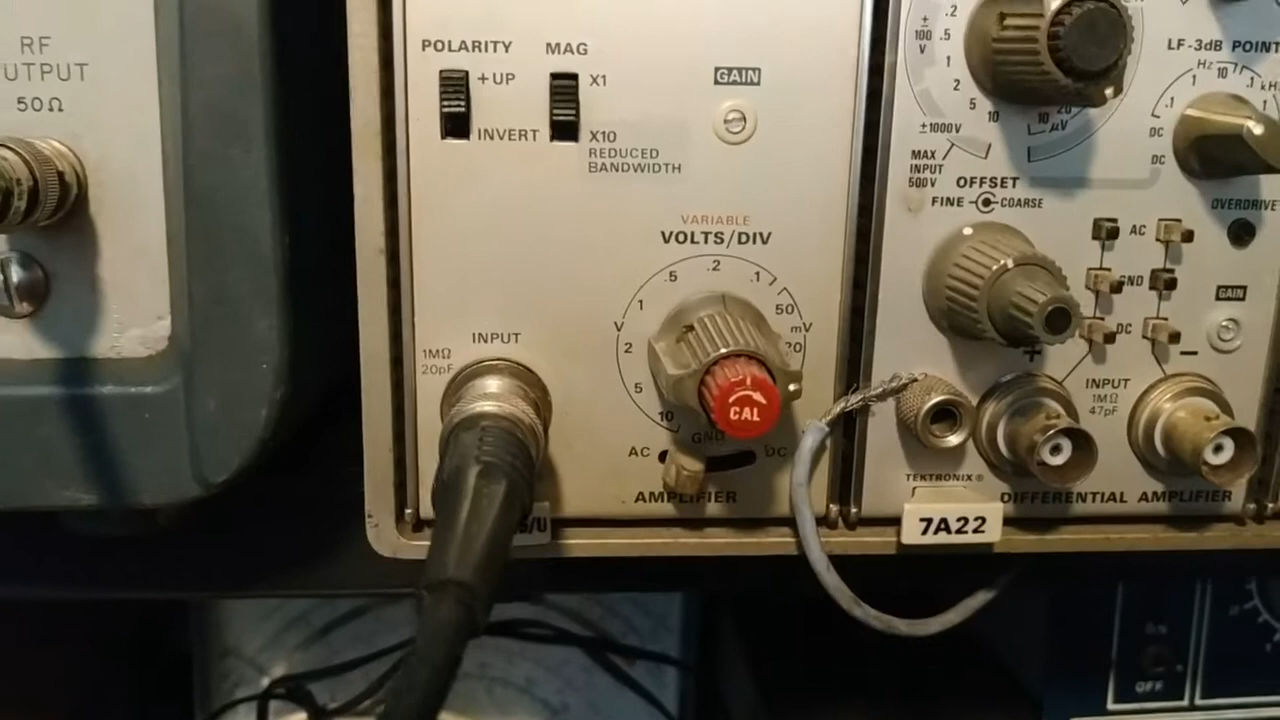 RF
UTPUT
50Ω
POLARITY
MAG
+UP
X1
INVERT
X10
REDUCED
BANDWIDTH
GAIN
VARIABLE
VOLTS/DIV
.5 .2 .1
1 50
V mV
2 20
5
10
GND
AC DC
AMPLIFIER
INPUT
1MΩ
20pF
/U
±
100
V
.2
.5
1
2
5
10
±1000V
10 20
μV
MAX
INPUT
500V
OFFSET
FINE COARSE
LF-3dB POINT
Hz
1 10 .1 kH
.1 1
DC
DC
OVERDRIVE
AC
GND
DC
GAIN
+ −
INPUT
1MΩ
47pF
TEKTRONIX®
DIFFERENTIAL AMPLIFIER
7A22
CAL
OFF